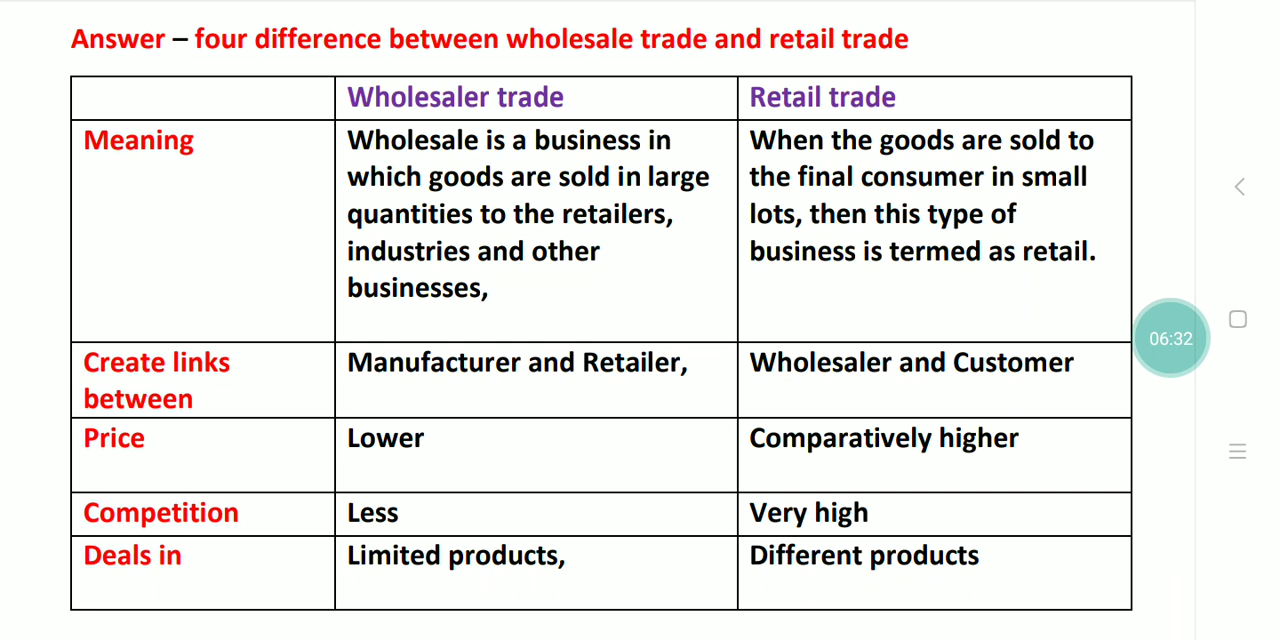 Answer – four difference between wholesale trade and retail trade
Wholesaler trade
Retail trade
Meaning
Wholesale is a business in
which goods are sold in large
quantities to the retailers,
industries and other
businesses,
When the goods are sold to
the final consumer in small
lots, then this type of
business is termed as retail.
Create links
between
Manufacturer and Retailer,
Wholesaler and Customer
Price
Lower
Comparatively higher
Competition
Less
Very high
Deals in
Limited products,
Different products
06:32